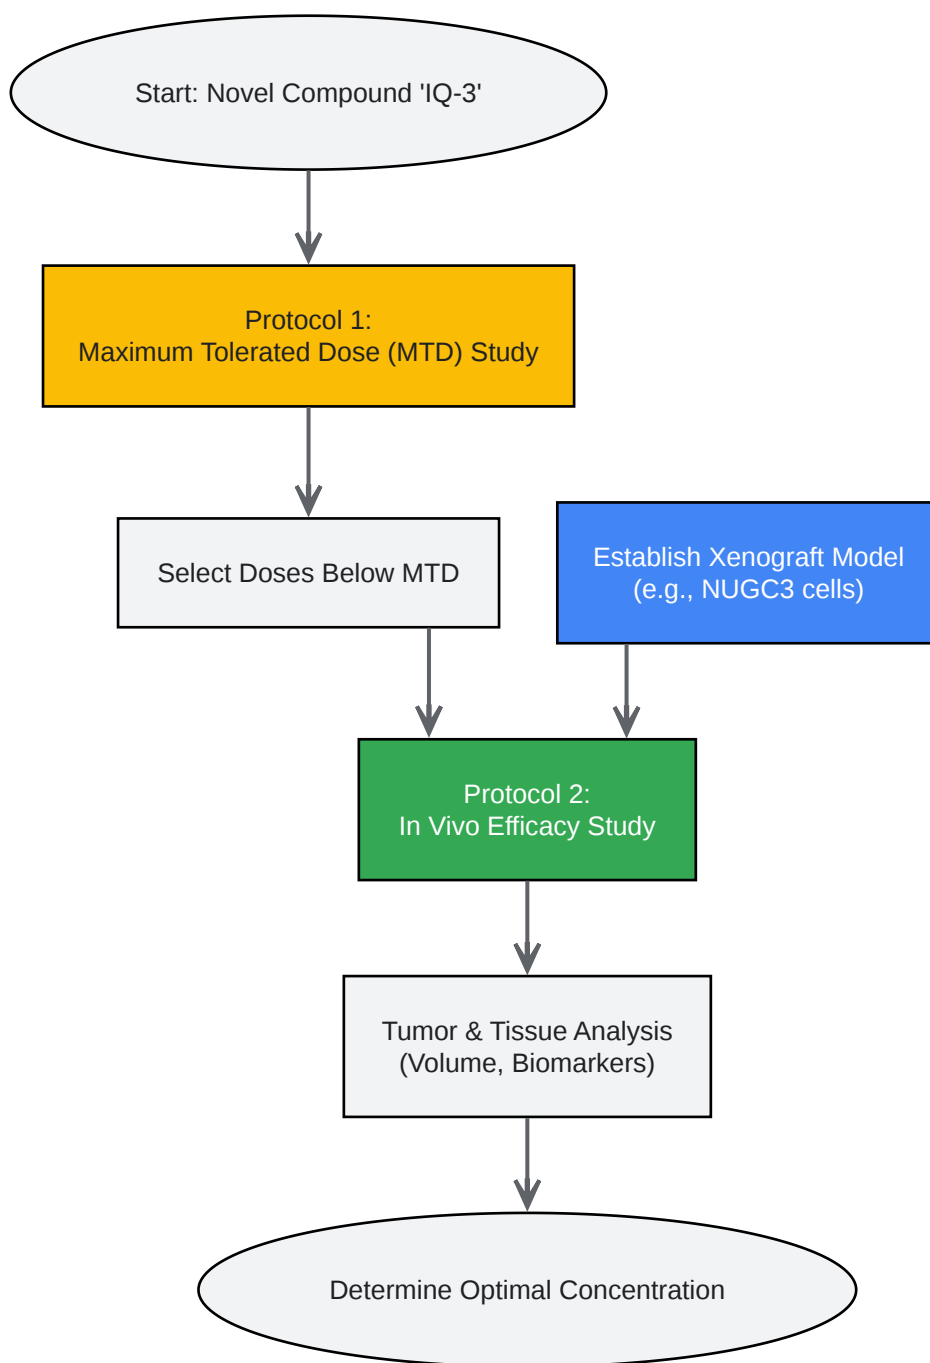 Start: Novel Compound 'IQ-3'
Protocol 1:
Maximum Tolerated Dose (MTD) Study
Select Doses Below MTD
Establish Xenograft Model
(e.g., NUGC3 cells)
Protocol 2:
In Vivo Efficacy Study
Tumor & Tissue Analysis
(Volume, Biomarkers)
Determine Optimal Concentration